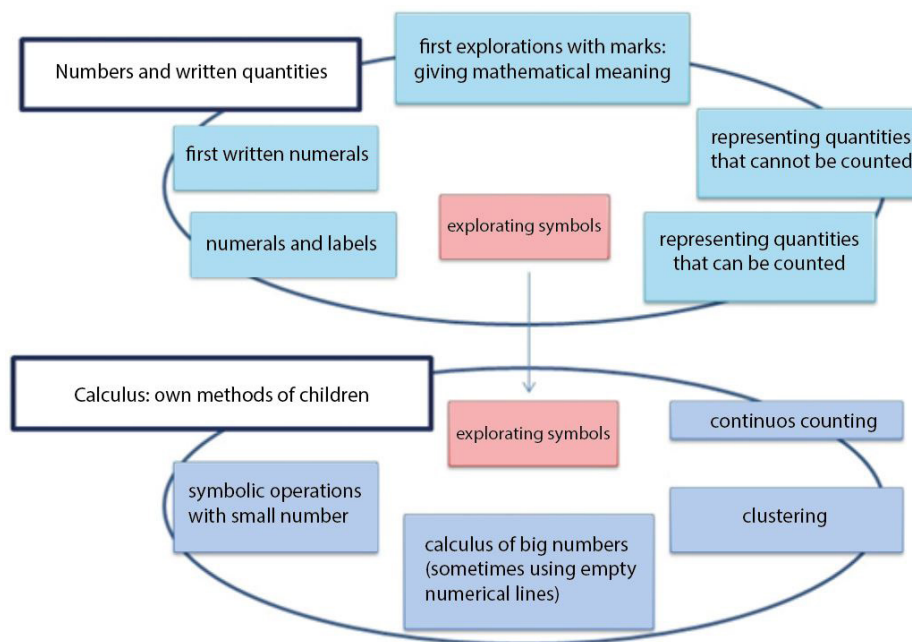 Numbers and written quantities
first explorations with marks:
giving mathematical meaning
representing quantities
that cannot be counted
first written numerals
explorating symbols
numerals and labels
representing quantities
that can be counted
Calculus: own methods of children
explorating symbols
continuos counting
symbolic operations
with small number
clustering
calculus of big numbers
(sometimes using empty
numerical lines)